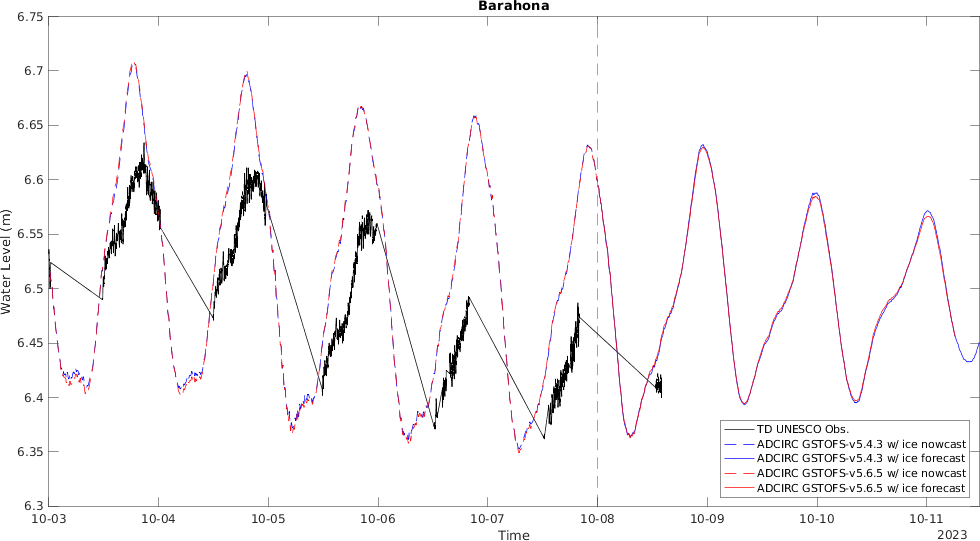 Barahona
6.75
6.7
6.65
6.6
6.55
6.5
6.45
6.4
6.35
6.3
Water Level (m)
10-03
10-04
10-05
10-06
10-07
10-08
10-09
10-10
10-11
Time
2023
TD UNESCO Obs.
ADCIRC GSTOFS-v5.4.3 w/ ice nowcast
ADCIRC GSTOFS-v5.4.3 w/ ice forecast
ADCIRC GSTOFS-v5.6.5 w/ ice nowcast
ADCIRC GSTOFS-v5.6.5 w/ ice forecast